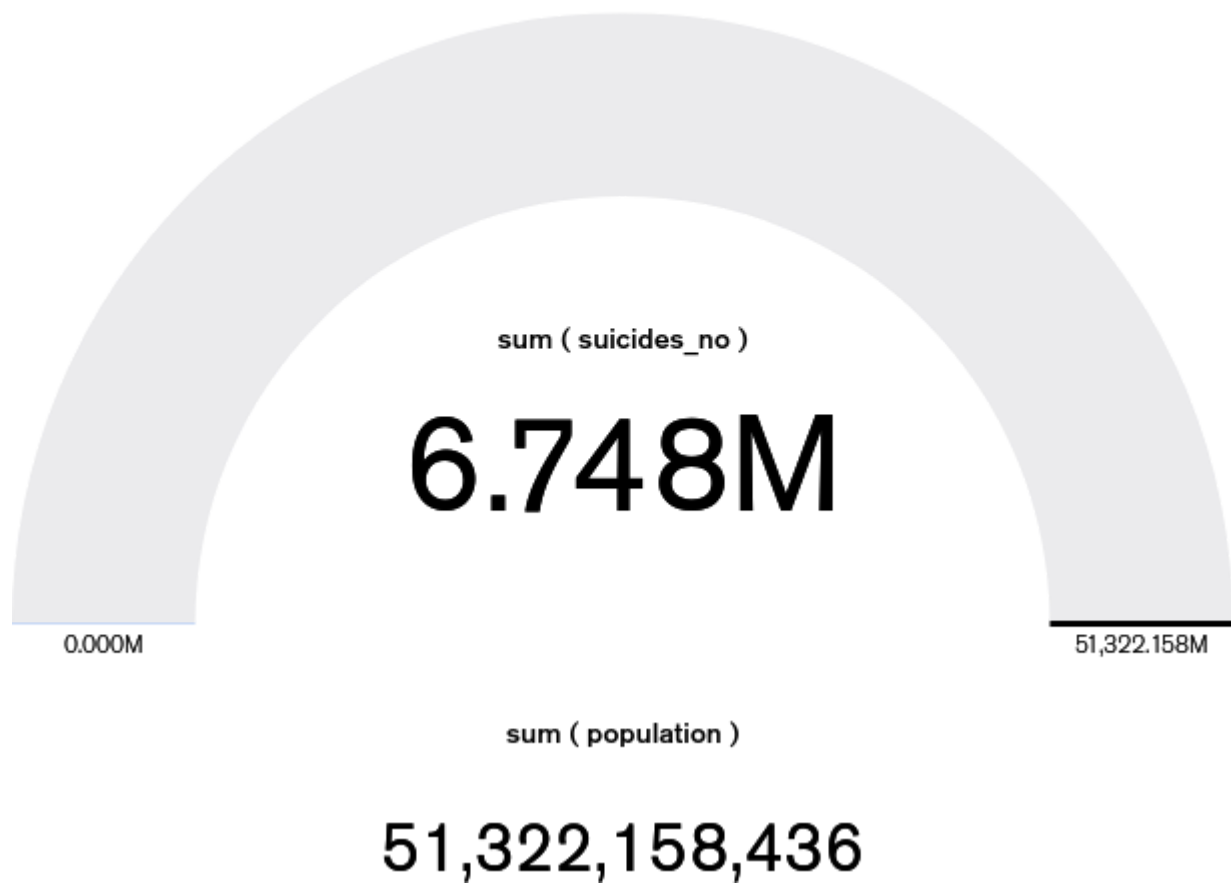 sum ( suicides_no )
6.748M
0.000M
51,322.158M
sum ( population )
51,322,158,436